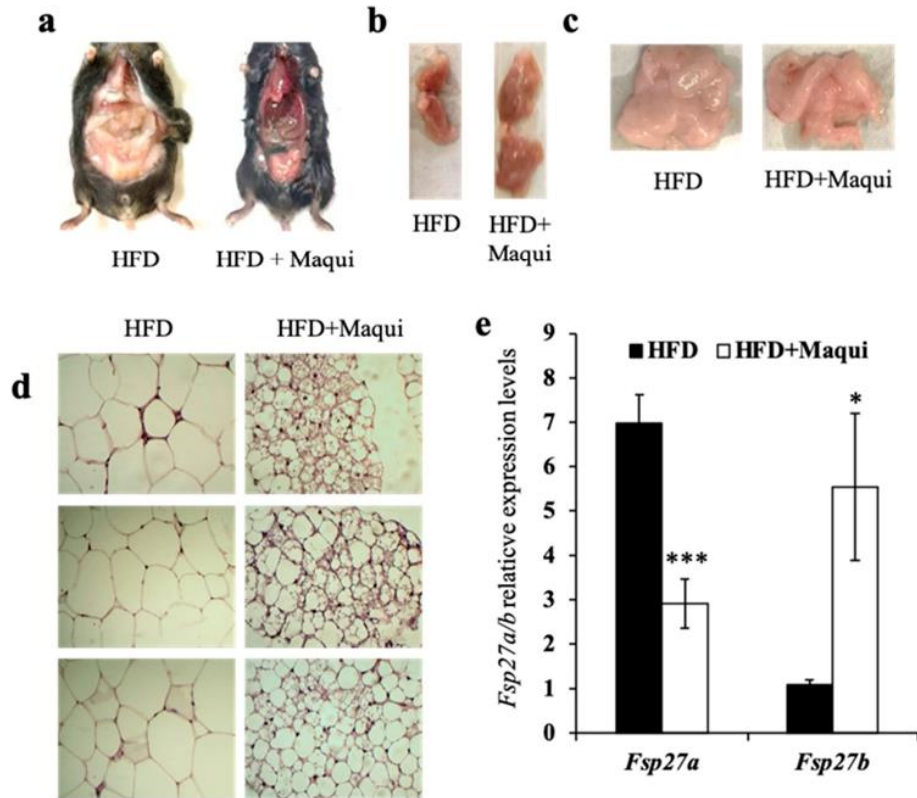 a
b
c
HFD
HFD + Maqui
HFD
HFD+
Maqui
HFD
HFD+Maqui
d
HFD
HFD+Maqui
e
Fsp27a/b relaticve expression levels
9
8
7
6
5
4
3
2
1
0
HFD
HFD+Maqui
***
*
Fsp27a
Fsp27b